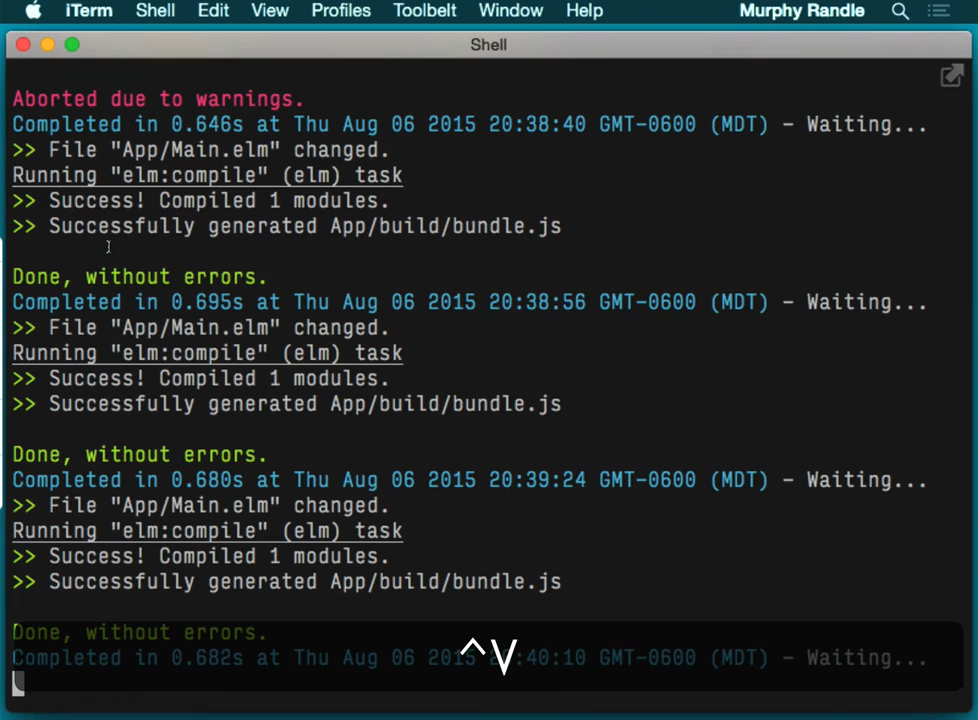 iTerm Shell Edit View Profiles Toolbelt Window Help Murphy Randle
Shell
Aborted due to warnings.
Completed in 0.646s at Thu Aug 06 2015 20:38:40 GMT-0600 (MDT) - Waiting...
>> File "App/Main.elm" changed.
Running "elm:compile" (elm) task
>> Success! Compiled 1 modules.
>> Successfully generated App/build/bundle.js
Done, without errors.
Completed in 0.695s at Thu Aug 06 2015 20:38:56 GMT-0600 (MDT) - Waiting...
>> File "App/Main.elm" changed.
Running "elm:compile" (elm) task
>> Success! Compiled 1 modules.
>> Successfully generated App/build/bundle.js
Done, without errors.
Completed in 0.680s at Thu Aug 06 2015 20:39:24 GMT-0600 (MDT) - Waiting...
>> File "App/Main.elm" changed.
Running "elm:compile" (elm) task
>> Success! Compiled 1 modules.
>> Successfully generated App/build/bundle.js
Done, without errors.
Completed in 0.682s at Thu Aug 06 2015 20:40:10 GMT-0600 (MDT) - Waiting...
^V